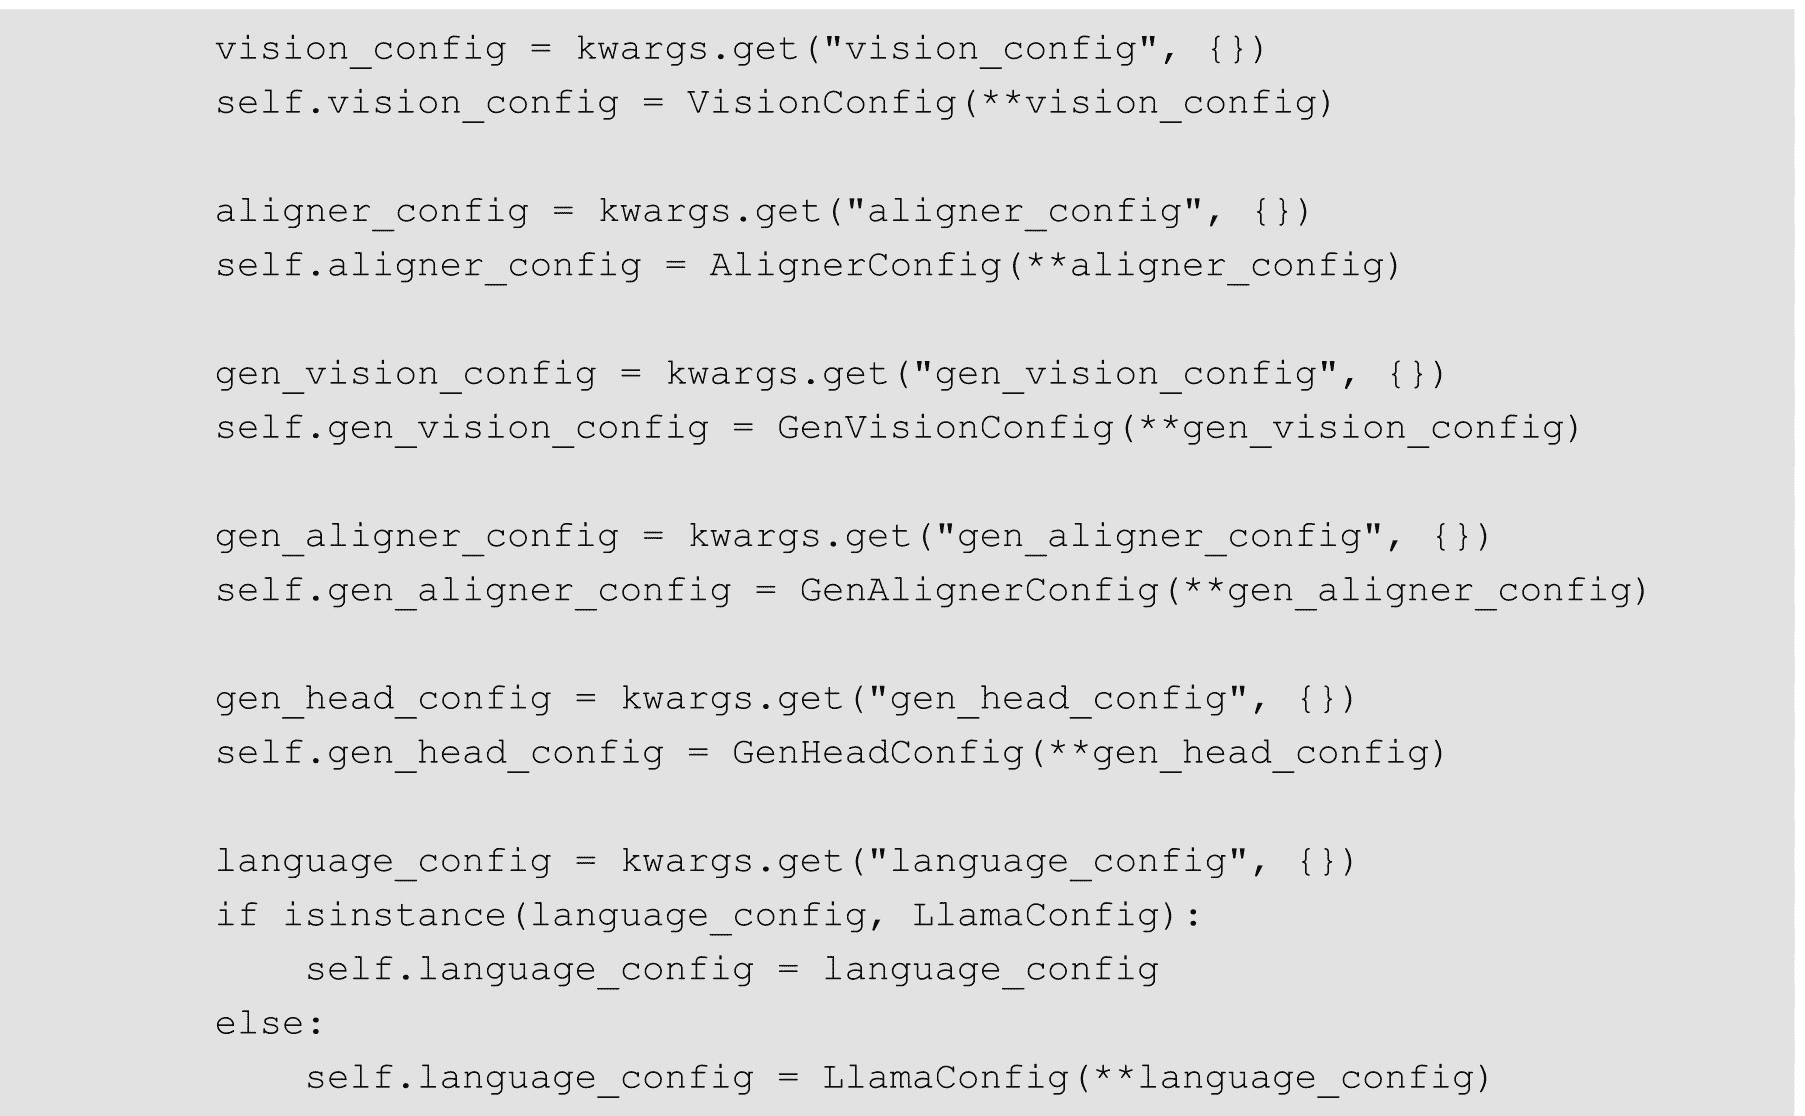 vision_config = kwargs.get("vision_config", {})
self.vision_config = VisionConfig(**vision_config)

aligner_config = kwargs.get("aligner_config", {})
self.aligner_config = AlignerConfig(**aligner_config)

gen_vision_config = kwargs.get("gen_vision_config", {})
self.gen_vision_config = GenVisionConfig(**gen_vision_config)

gen_aligner_config = kwargs.get("gen_aligner_config", {})
self.gen_aligner_config = GenAlignerConfig(**gen_aligner_config)

gen_head_config = kwargs.get("gen_head_config", {})
self.gen_head_config = GenHeadConfig(**gen_head_config)

language_config = kwargs.get("language_config", {})
if isinstance(language_config, LlamaConfig):
    self.language_config = language_config
else:
    self.language_config = LlamaConfig(**language_config)